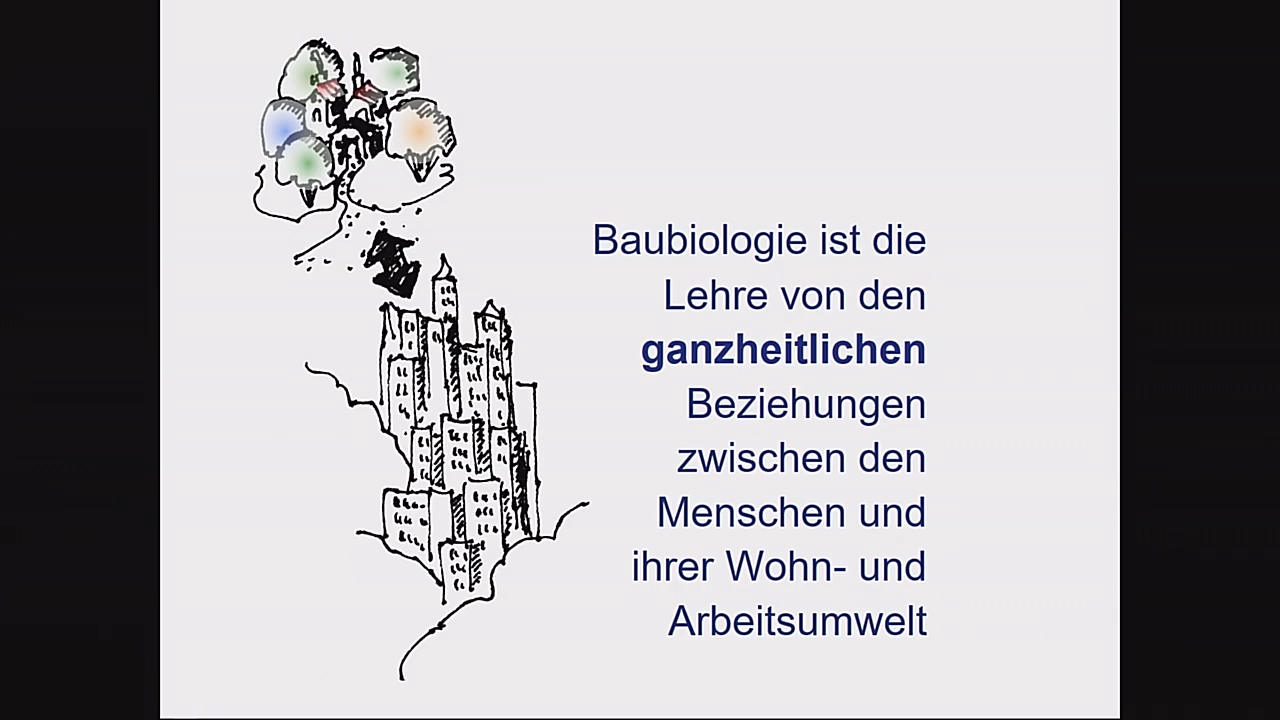 Baubiologie ist die
Lehre von den
ganzheitlichen
Beziehungen
zwischen den
Menschen und
ihrer Wohn- und
Arbeitsumwelt